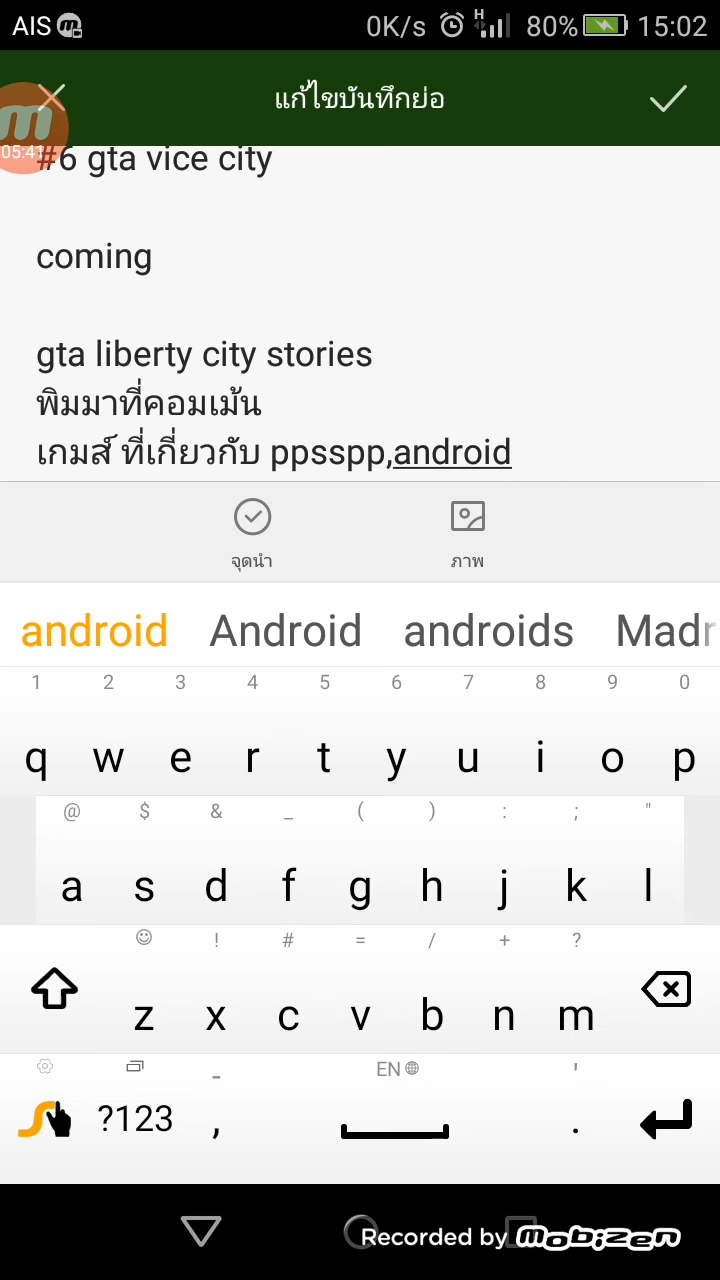 AIS 0K/s H 80% 15:02
แก้ไขบันทึกย่อ
05:41
#6 gta vice city
coming
gta liberty city stories
พิมมาที่คอมเม้น
เกมส์ ที่เกี่ยวกับ ppsspp,android
จุดนำ ภาพ
android Android androids Madr
1 2 3 4 5 6 7 8 9 0
q w e r t y u i o p
@ $ & _ ( ) : ; "
a s d f g h j k l
! # = / + ?
z x c v b n m
- EN '
?123 , .
Recorded by mobizen